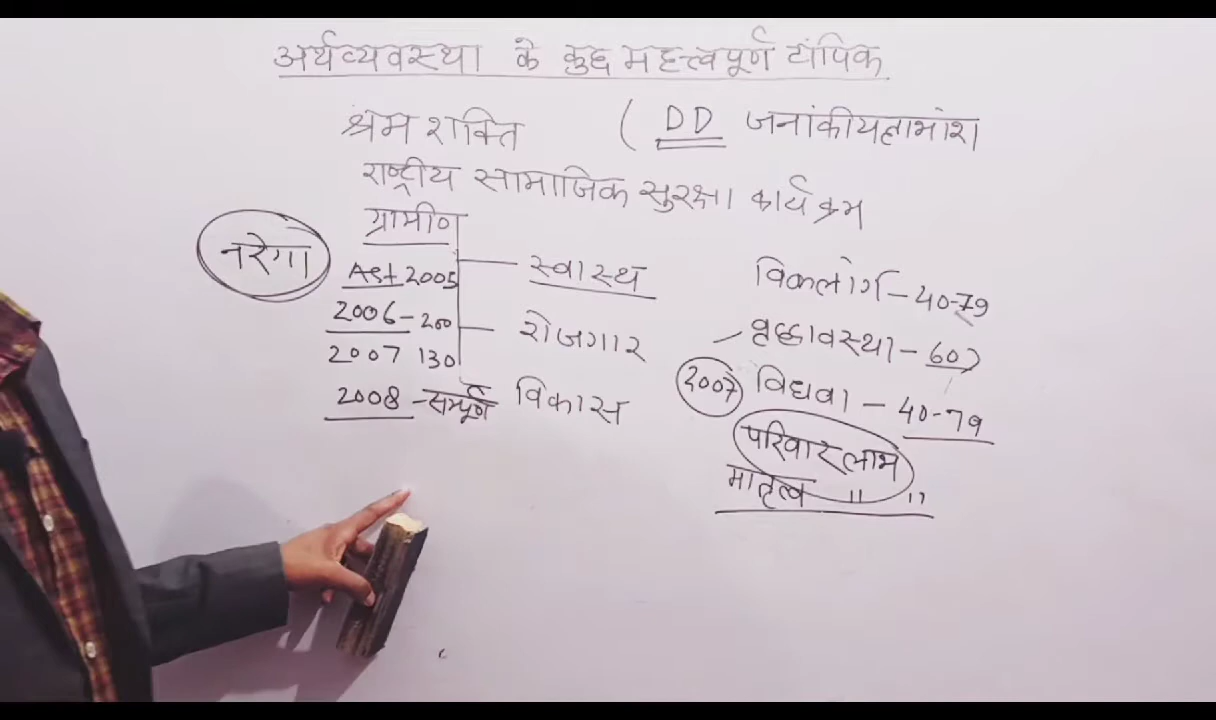 अर्थव्यवस्था के कुछ महत्त्वपूर्ण टॉपिक
श्रम शक्ति ( DD जनांकीयलाभांश
राष्ट्रीय सामाजिक सुरक्षा कार्य क्रम
ग्रामीण
नरेगा
Act 2005
2006 - 200
2007 130
2008 - सम्पूर्ण
स्वास्थ
रोजगार
विकास
विकलांग - 40-79
वृद्धावस्था - 60
2007 विधवा - 40-79
परिवार लाभ
मातृत्व " "